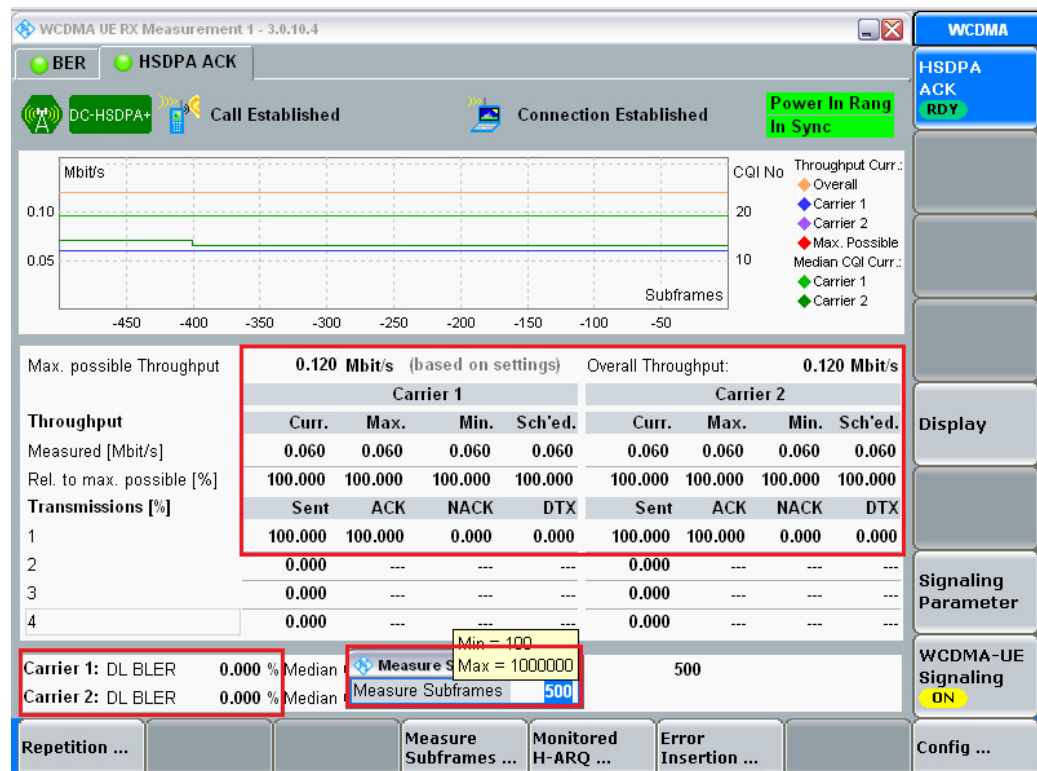 WCDMA UE RX Measurement 1 - 3.0.10.4
WCDMA
BER HSDPA ACK
HSDPA
ACK
RDY
DC-HSDPA+ Call Established Connection Established
Power In Rang
In Sync
Mbit/s
CQI No
0.10
20
0.05
10
Subframes
-450 -400 -350 -300 -250 -200 -150 -100 -50
Throughput Curr.:
Overall
Carrier 1
Carrier 2
Max. Possible
Median CQI Curr.:
Carrier 1
Carrier 2
Max. possible Throughput 0.120 Mbit/s (based on settings) Overall Throughput: 0.120 Mbit/s
Carrier 1 Carrier 2
Throughput Curr. Max. Min. Sch'ed. Curr. Max. Min. Sch'ed.
Measured [Mbit/s] 0.060 0.060 0.060 0.060 0.060 0.060 0.060 0.060
Rel. to max. possible [%] 100.000 100.000 100.000 100.000 100.000 100.000 100.000 100.000
Transmissions [%] Sent ACK NACK DTX Sent ACK NACK DTX
1 100.000 100.000 0.000 0.000 100.000 100.000 0.000 0.000
2 0.000 --- --- --- 0.000 --- --- ---
3 0.000 --- --- --- 0.000 --- --- ---
4 0.000 --- --- --- 0.000 --- --- ---
Min = 100
Max = 1000000
Carrier 1: DL BLER 0.000 % Median
Measure S
500
Carrier 2: DL BLER 0.000 % Median
Measure Subframes 500
Display
Signaling
Parameter
WCDMA-UE
Signaling
ON
Repetition ...
Measure
Subframes ...
Monitored
H-ARQ ...
Error
Insertion ...
Config ...